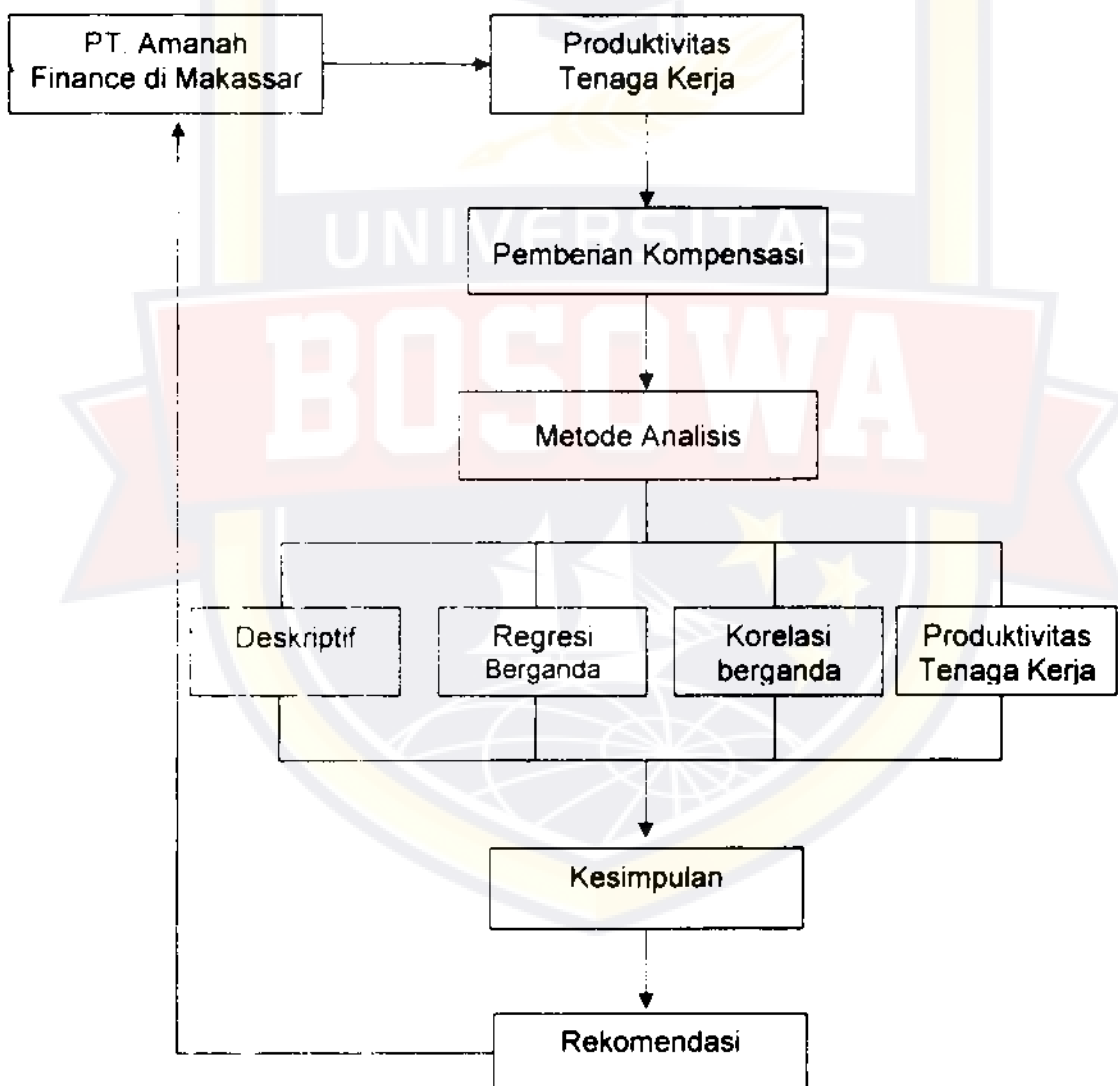 PT. Amanah
Finance di Makassar
Produktivitas
Tenaga Kerja
UNIVERSITAS
Pemberian Kompensasi
BOSOWA
Metode Analisis
Deskriptif
Regresi
Berganda
Korelasi
berganda
Produktivitas
Tenaga Kerja
Kesimpulan
Rekomendasi